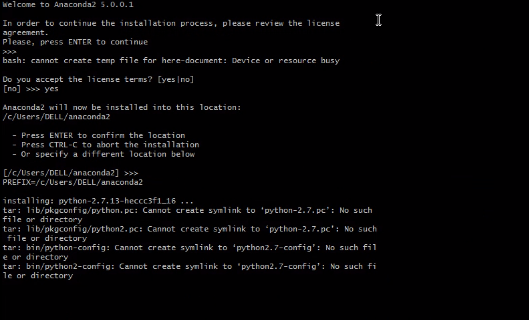 Welcome to Anaconda2 5.0.0.1
In order to continue the installation process, please review the license
agreement.
Please, press ENTER to continue
>>>
bash: cannot create temp file for here-document: Device or resource busy
Do you accept the license terms? [yes|no]
[no] >>> yes
Anaconda2 will now be installed into this location:
/c/Users/DELL/anaconda2
- Press ENTER to confirm the location
- Press CTRL-C to abort the installation
- Or specify a different location below
[/c/Users/DELL/anaconda2] >>>
PREFIX=/c/Users/DELL/anaconda2
installing: python-2.7.13-heccc3f1_16 ...
tar: lib/pkgconfig/python.pc: Cannot create symlink to ‘python-2.7.pc’: No such
file or directory
tar: lib/pkgconfig/python2.pc: Cannot create symlink to ‘python-2.7.pc’: No such
file or directory
tar: bin/python-config: Cannot create symlink to ‘python2.7-config’: No such fil
e or directory
tar: bin/python2-config: Cannot create symlink to ‘python2.7-config’: No such fi
le or directory